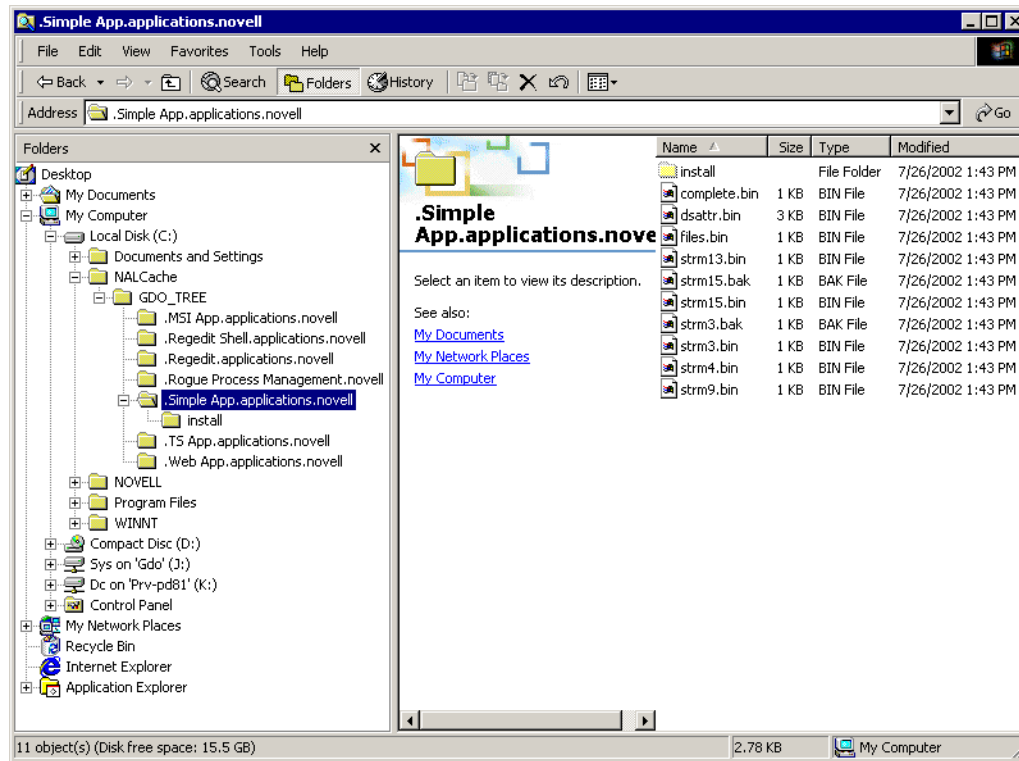 .Simple App.applications.novell
File Edit View Favorites Tools Help
Back Search Folders History
Address .Simple App.applications.novell Go
Folders
Desktop
My Documents
My Computer
Local Disk (C:)
Documents and Settings
NALCache
GDO_TREE
.MSI App.applications.novell
.Regedit Shell.applications.novell
.Regedit.applications.novell
.Rogue Process Management.novell
.Simple App.applications.novell
install
.TS App.applications.novell
.Web App.applications.novell
NOVELL
Program Files
WINNT
Compact Disc (D:)
Sys on 'Gdo' (J:)
Dc on 'Prv-pd81' (K:)
Control Panel
My Network Places
Recycle Bin
Internet Explorer
Application Explorer
.Simple
App.applications.nove
Select an item to view its description.
See also:
My Documents
My Network Places
My Computer
Name Size Type Modified
install File Folder 7/26/2002 1:43 PM
complete.bin 1 KB BIN File 7/26/2002 1:43 PM
dsattr.bin 3 KB BIN File 7/26/2002 1:43 PM
files.bin 1 KB BIN File 7/26/2002 1:43 PM
strm13.bin 1 KB BIN File 7/26/2002 1:43 PM
strm15.bak 1 KB BAK File 7/26/2002 1:43 PM
strm15.bin 1 KB BIN File 7/26/2002 1:43 PM
strm3.bak 1 KB BAK File 7/26/2002 1:43 PM
strm3.bin 1 KB BIN File 7/26/2002 1:43 PM
strm4.bin 1 KB BIN File 7/26/2002 1:43 PM
strm9.bin 1 KB BIN File 7/26/2002 1:43 PM
11 object(s) (Disk free space: 15.5 GB) 2.78 KB My Computer